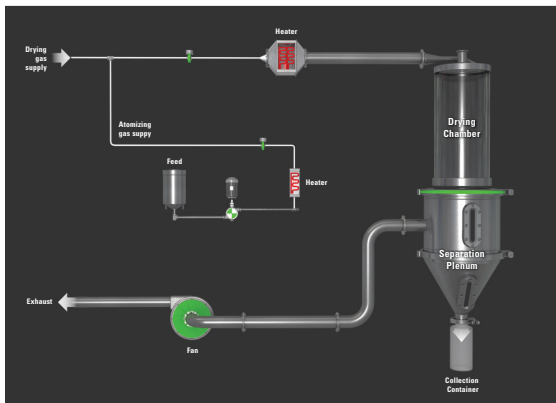 Drying
gas
supply
Heater
Drying
Chamber
Atomizing
gas suppy
Feed
Heater
Separation
Plenum
Exhaust
Fan
Collection
Container